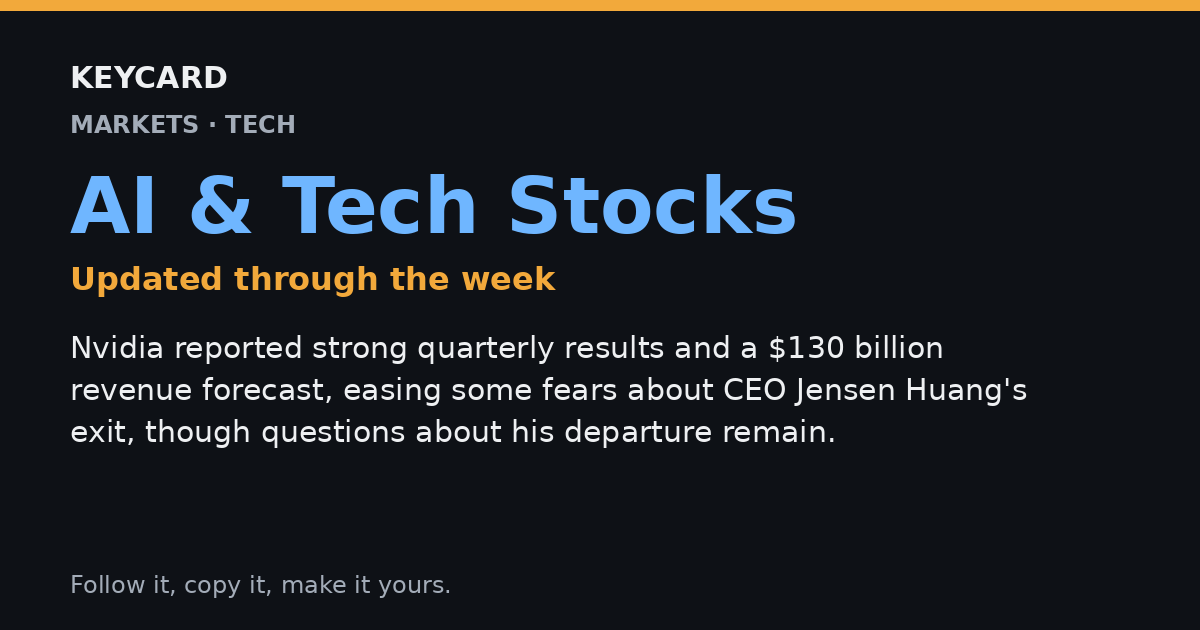 KEYCARD
MARKETS · TECH
AI & Tech Stocks
Updated through the week
Nvidia reported strong quarterly results and a $130 billion
revenue forecast, easing some fears about CEO Jensen Huang's
exit, though questions about his departure remain.
Follow it, copy it, make it yours.